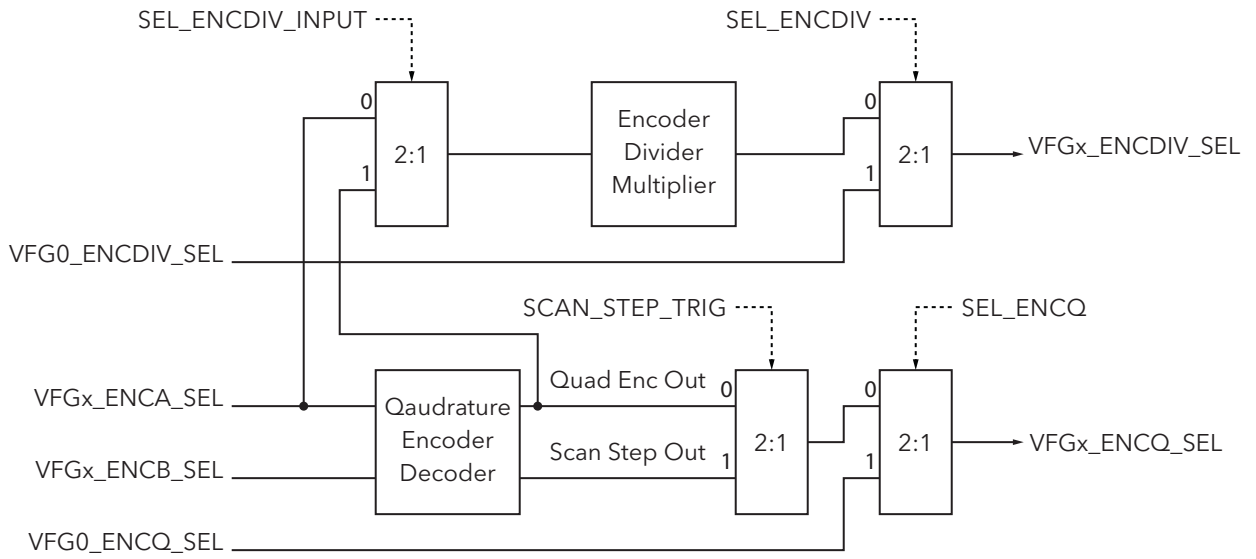 SEL_ENCDIV_INPUT
SEL_ENCDIV
0
1
2:1
Encoder
Divider
Multiplier
0
1
2:1
VFGx_ENCDIV_SEL
VFG0_ENCDIV_SEL
SCAN_STEP_TRIG
SEL_ENCQ
VFGx_ENCA_SEL
VFGx_ENCB_SEL
Qaudrature
Encoder
Decoder
Quad Enc Out
Scan Step Out
0
1
2:1
0
1
2:1
VFGx_ENCQ_SEL
VFG0_ENCQ_SEL